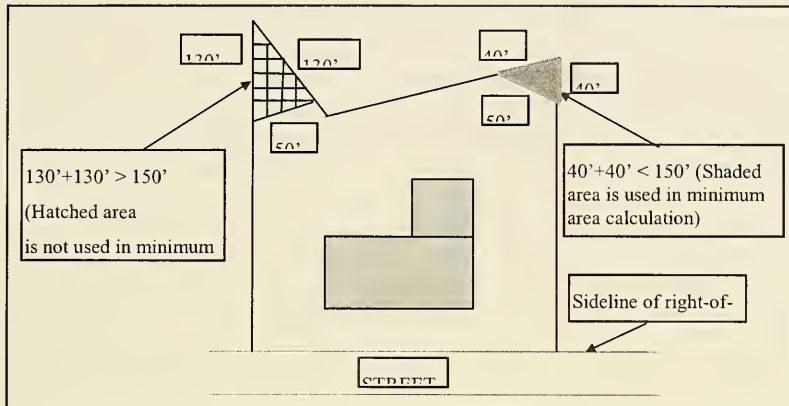 130'
130'
40'
40'
50'
50'
130'+130' > 150'
(Hatched area
is not used in minimum
40'+40' < 150' (Shaded
area is used in minimum
area calculation)
Sideline of right-of-
STREET